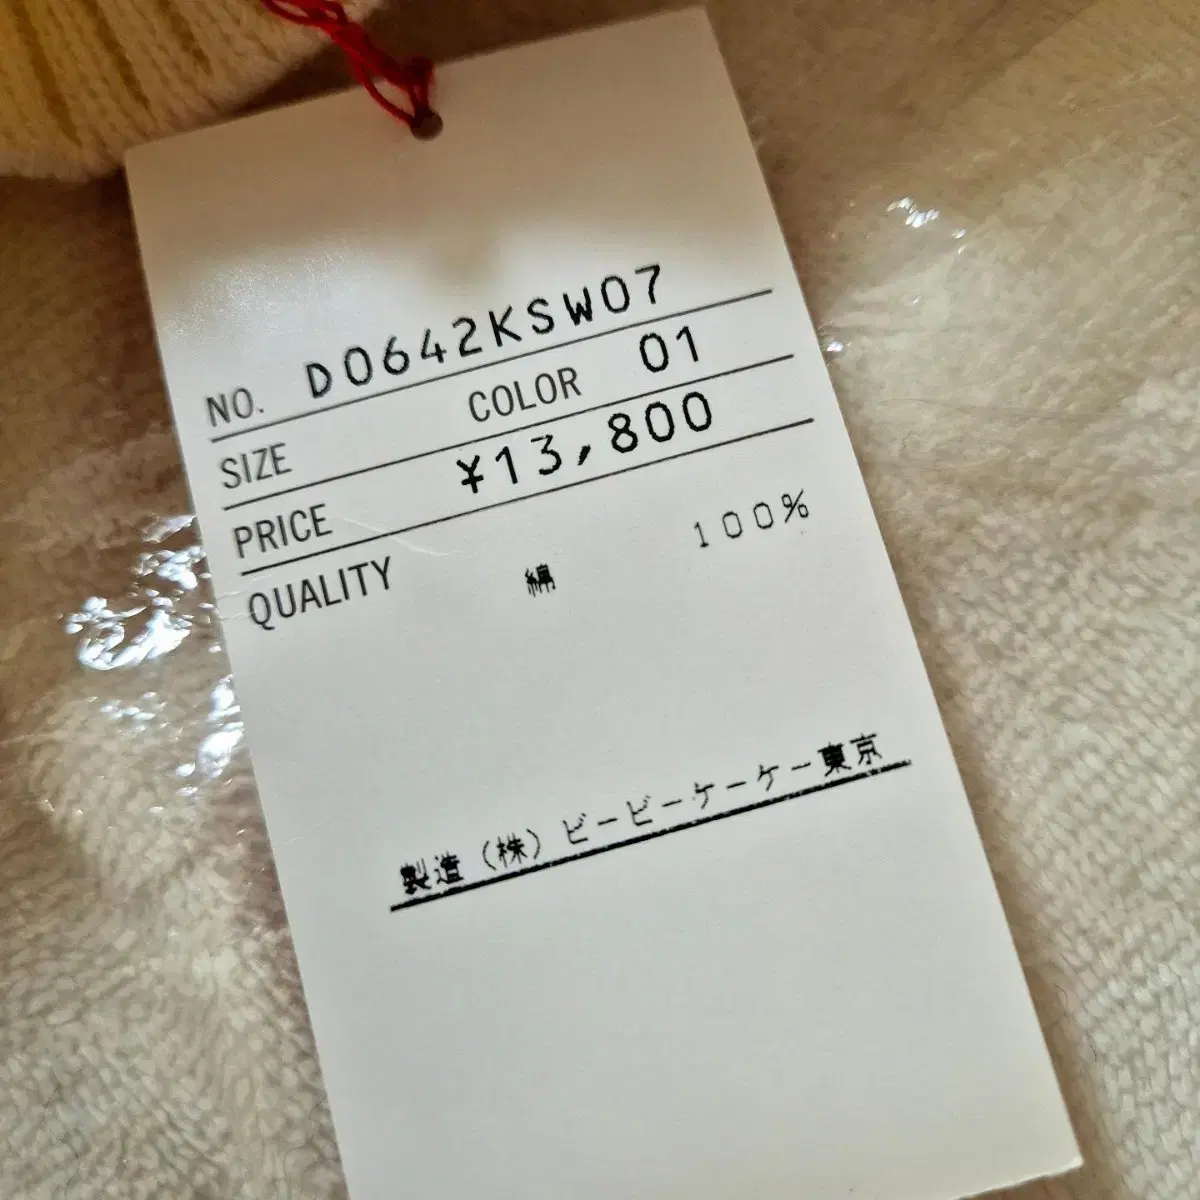 NO. D0642KSW07
SIZE COLOR 01
PRICE ¥13,800
QUALITY 綿 100%
製造（株）ビービーケーケー東京